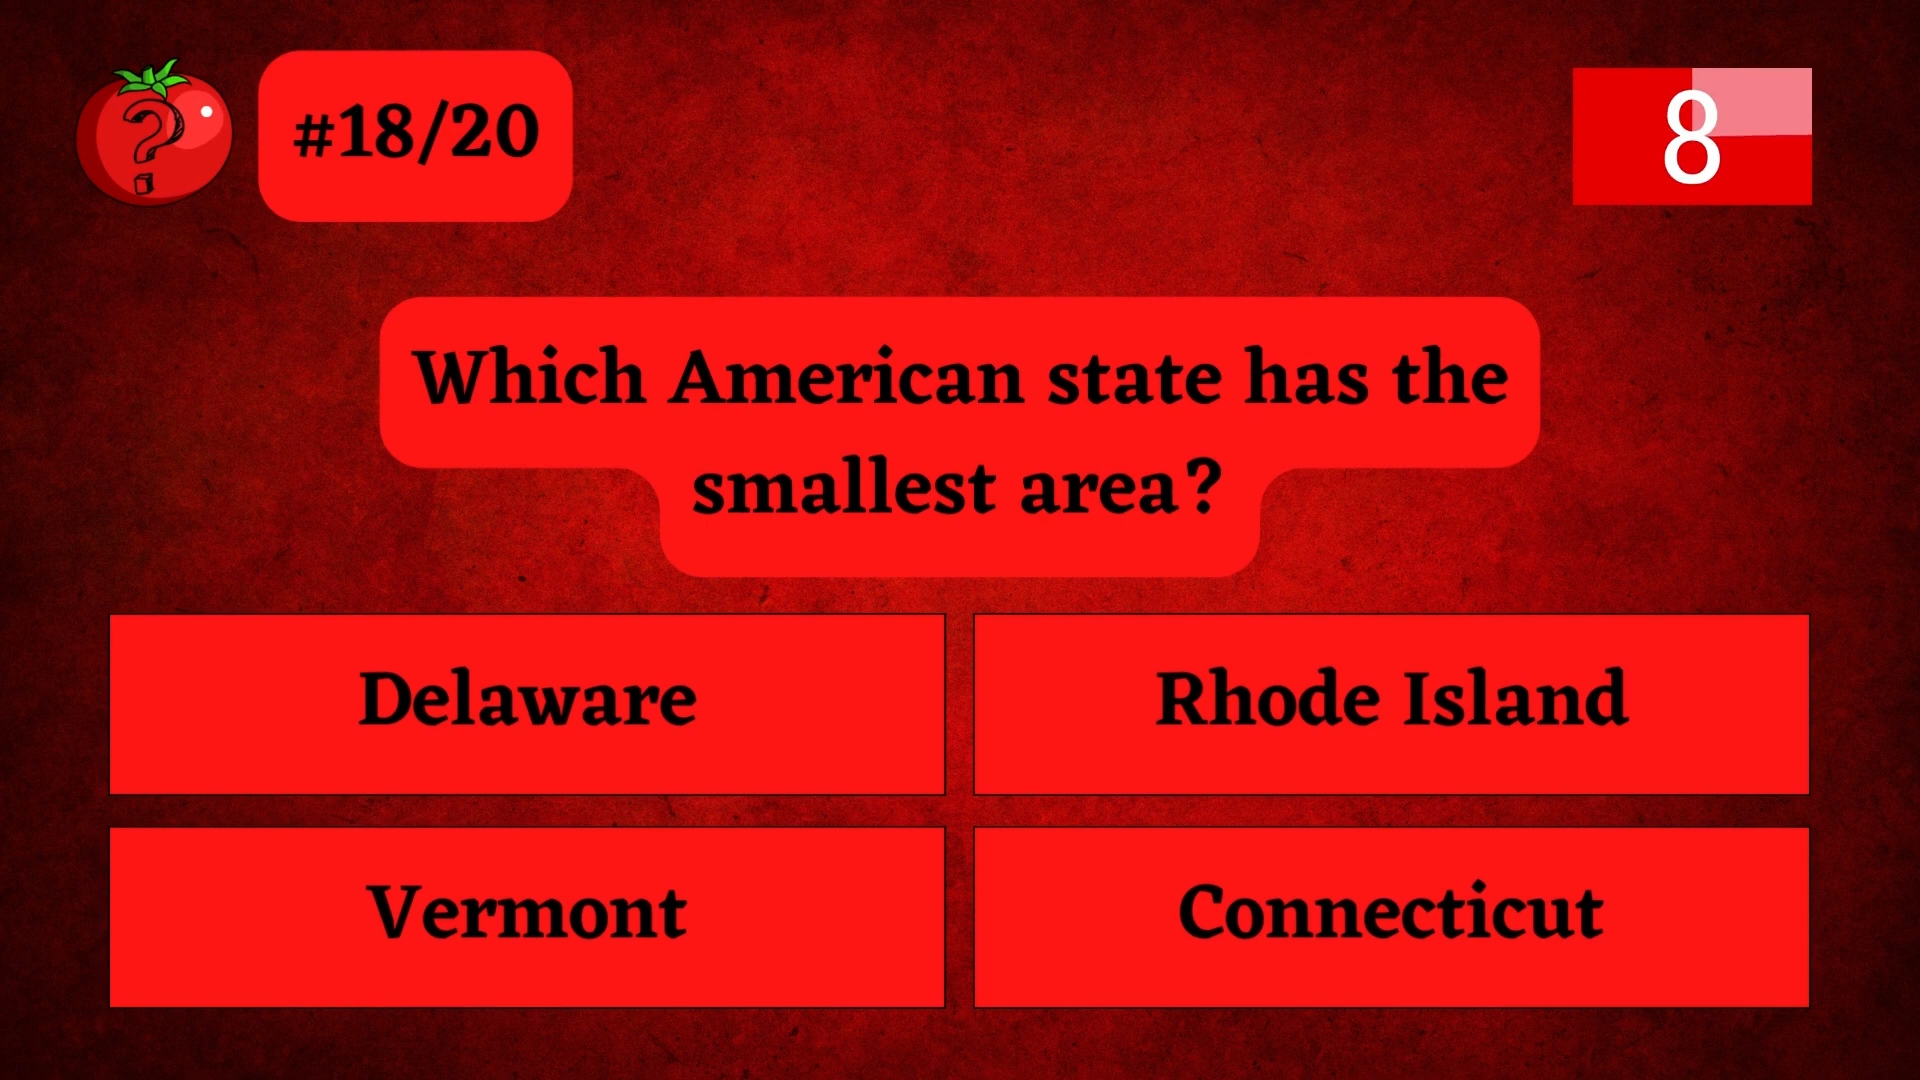 ?
#18/20
8
Which American state has the
smallest area?
Delaware
Rhode Island
Vermont
Connecticut